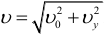 υ = √(υ₀² + υᵧ²)